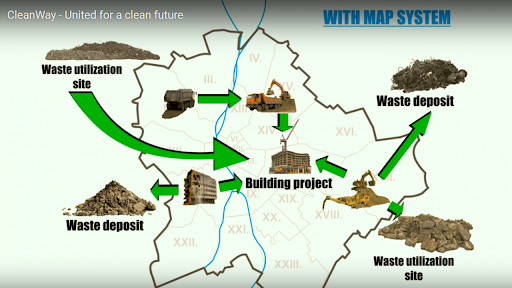 CleanWay - United for a clean future
WITH MAP SYSTEM
Waste utilization
site
Waste deposit
IV.
III.
XIV.
XVI.
Building project
Waste deposit
XVIII.
XXII.
XXI.
XX.
XXIII.
Waste utilization
site